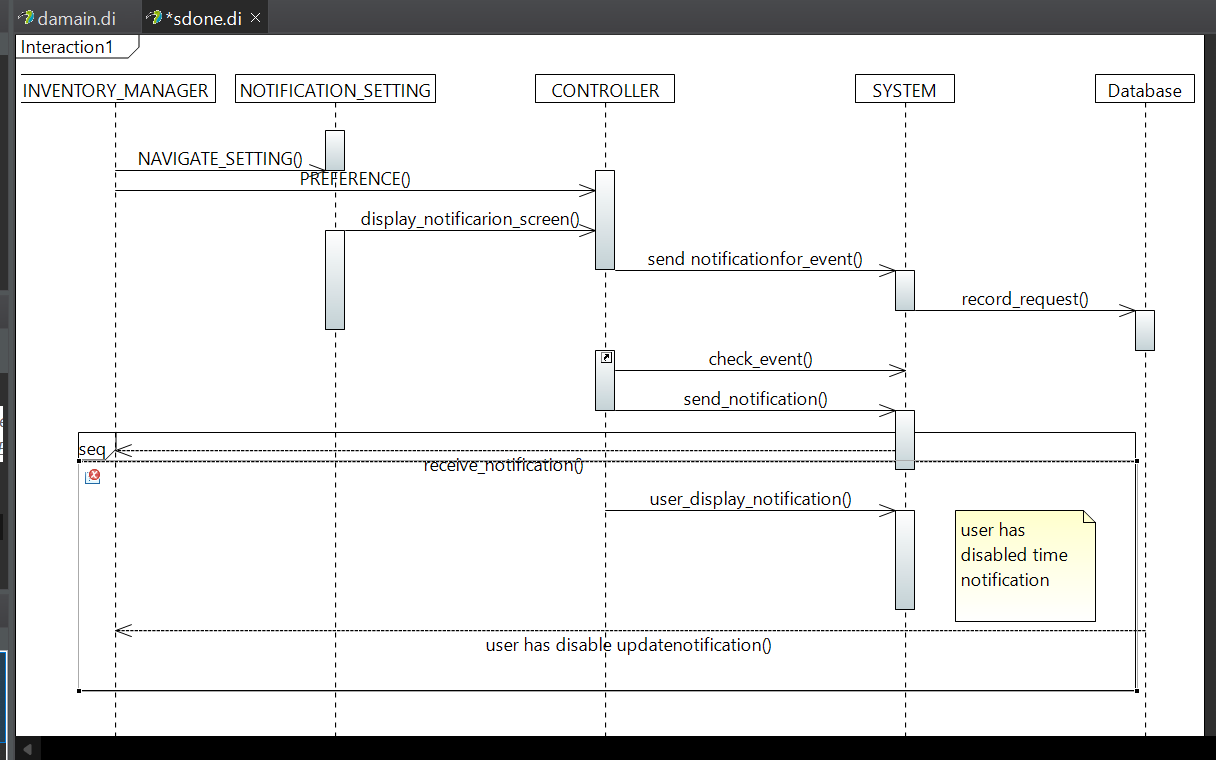 damain.di
*sdone.di
Interaction1
INVENTORY_MANAGER
NOTIFICATION_SETTING
CONTROLLER
SYSTEM
Database
NAVIGATE_SETTING()
PREFERENCE()
display_notificarion_screen()
send notificationfor_event()
record_request()
check_event()
send_notification()
seq
receive_notification()
user_display_notification()
user has
disabled time
notification
user has disable updatenotification()